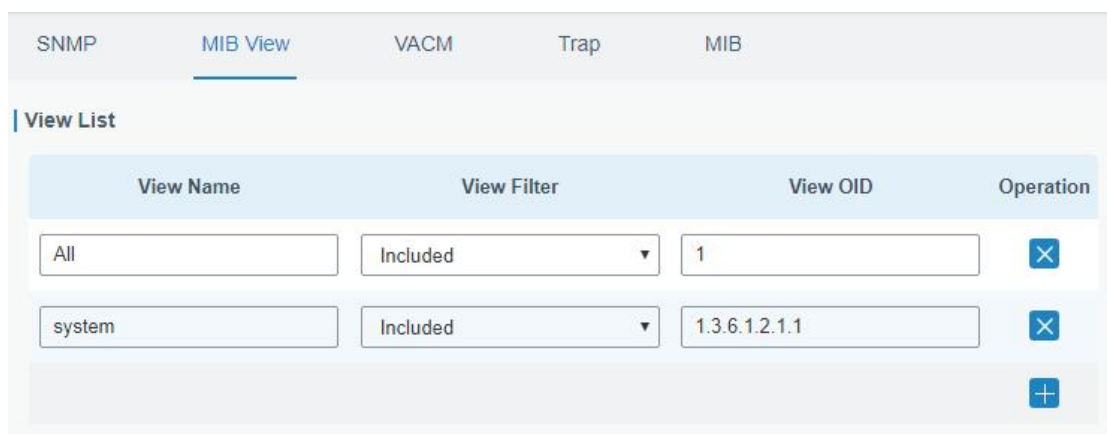 SNMP MIB View VACM Trap MIB
View List
View Name View Filter View OID Operation
All Included 1
system Included 1.3.6.1.2.1.1